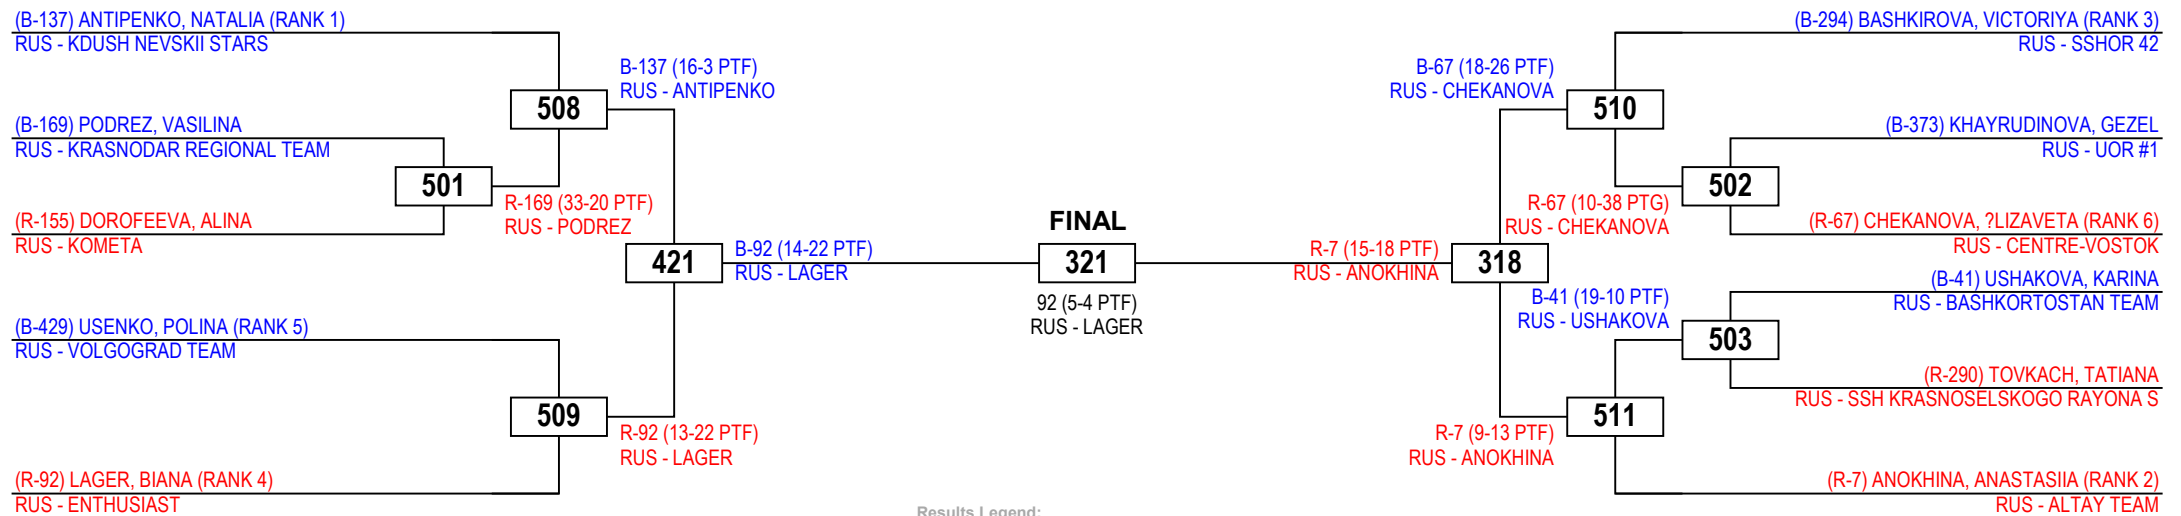 (B-137) ANTIPENKO, NATALIA (RANK 1)
RUS - KDUSH NEVSKII STARS
(B-169) PODREZ, VASILINA
RUS - KRASNODAR REGIONAL TEAM
(R-155) DOROFEEVA, ALINA
RUS - KOMETA
(B-429) USENKO, POLINA (RANK 5)
RUS - VOLGOGRAD TEAM
(R-92) LAGER, BIANA (RANK 4)
RUS - ENTHUSIAST
501
R-169 (33-20 PTF)
RUS - PODREZ
508
B-137 (16-3 PTF)
RUS - ANTIPENKO
509
R-92 (13-22 PTF)
RUS - LAGER
421
B-92 (14-22 PTF)
RUS - LAGER
FINAL
321
92 (5-4 PTF)
RUS - LAGER
R-7 (15-18 PTF)
RUS - ANOKHINA
318
B-67 (18-26 PTF)
RUS - CHEKANOVA
510
R-67 (10-38 PTG)
RUS - CHEKANOVA
502
B-41 (19-10 PTF)
RUS - USHAKOVA
503
R-7 (9-13 PTF)
RUS - ANOKHINA
511
(B-294) BASHKIROVA, VICTORIYA (RANK 3)
RUS - SSHOR 42
(B-373) KHAYRUDINOVA, GEZEL
RUS - UOR #1
(R-67) CHEKANOVA, ?LIZAVETA (RANK 6)
RUS - CENTRE-VOSTOK
(B-41) USHAKOVA, KARINA
RUS - BASHKORTOSTAN TEAM
(R-290) TOVKACH, TATIANA
RUS - SSH KRASNOSELSKOGO RAYONA S
(R-7) ANOKHINA, ANASTASIIA (RANK 2)
RUS - ALTAY TEAM
Results Legend: